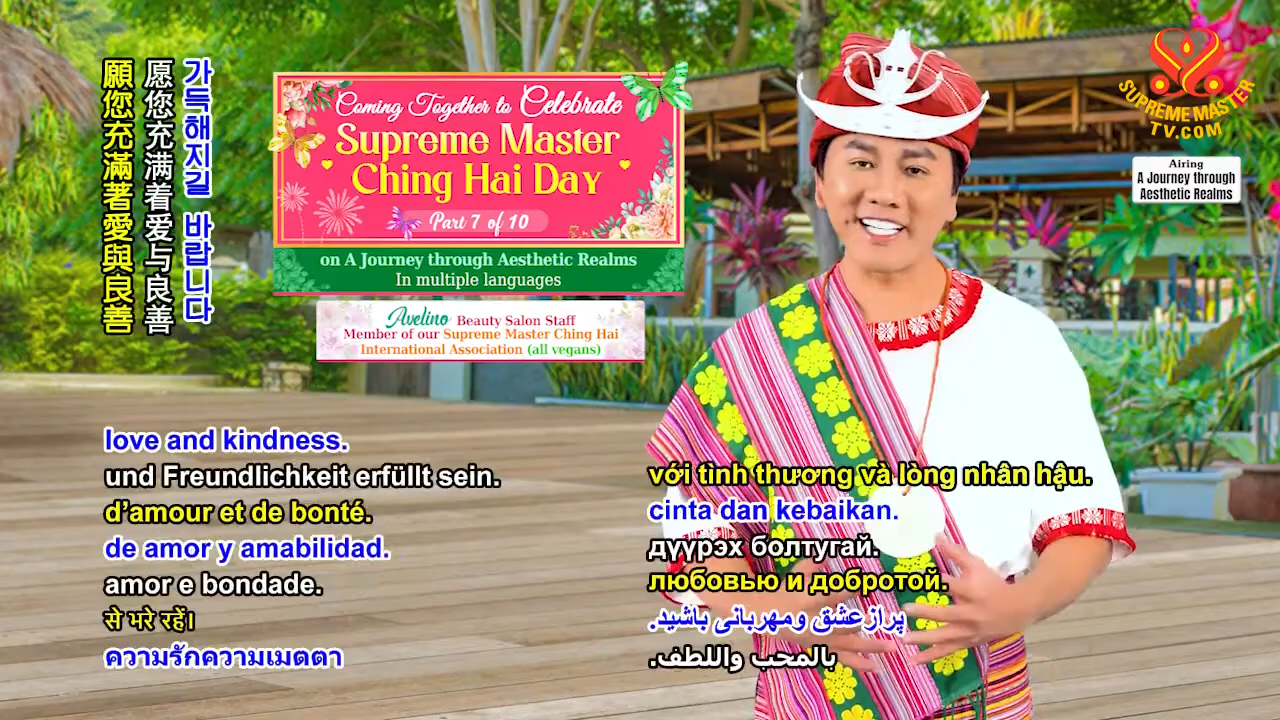 가득해지길 바랍니다
愿您充满着爱与良善
願您充滿著愛與良善
Coming Together to Celebrate
Supreme Master
Ching Hai Day
Part 7 of 10
on A Journey through Aesthetic Realms
In multiple languages
Avelino Beauty Salon Staff
Member of our Supreme Master Ching Hai
International Association (all vegans)
SUPREME MASTER
TV.COM
Airing
A Journey through
Aesthetic Realms
love and kindness.
und Freundlichkeit erfüllt sein.
d’amour et de bonté.
de amor y amabilidad.
amor e bondade.
से भरे रहें।
ความรักความเมตตา
với tình thương và lòng nhân hậu.
cinta dan kebaikan.
дүүрэх болтугай.
любовью и добротой.
پرازعشق ومهربانی باشید.
بالمحب واللطف.